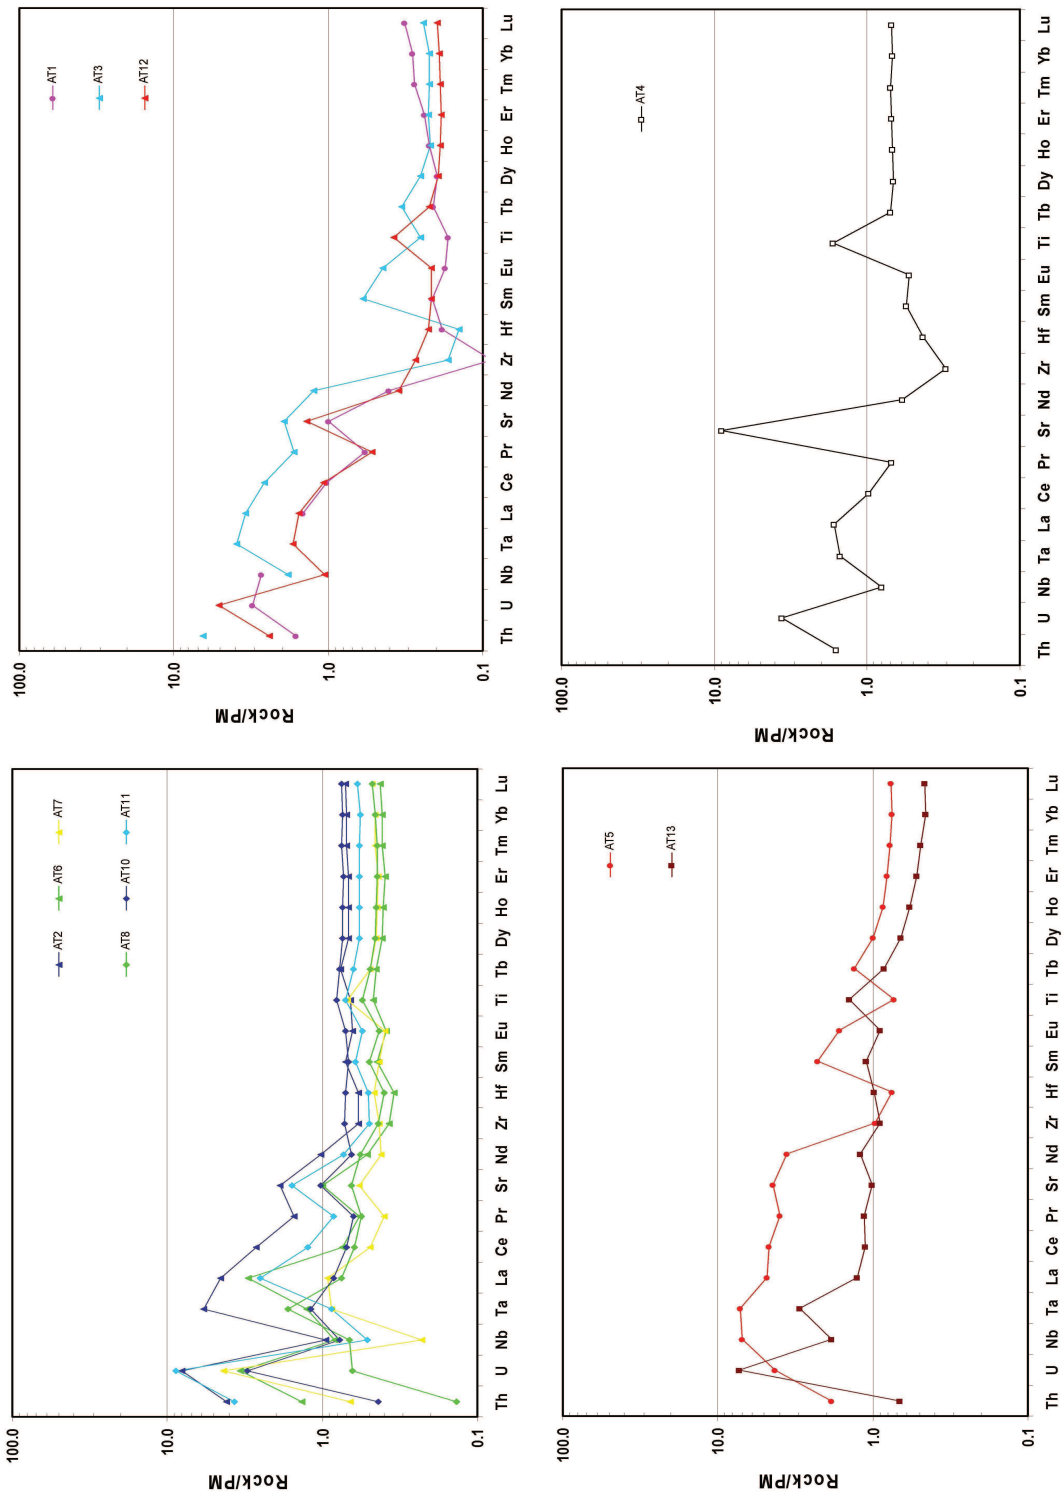 100.0
AT2 AT6 AT7
AT8 AT10 AT11
10.0
Rock/PM
1.0
0.1
Th U Nb Ta La Ce Pr Sr Nd Zr Hf Sm Eu Ti Tb Dy Ho Er Tm Yb Lu
100.0
AT1
AT3
AT12
10.0
Rock/PM
1.0
0.1
Th U Nb Ta La Ce Pr Sr Nd Zr Hf Sm Eu Ti Tb Dy Ho Er Tm Yb Lu
100.0
AT5
AT13
10.0
Rock/PM
1.0
0.1
Th U Nb Ta La Ce Pr Sr Nd Zr Hf Sm Eu Ti Tb Dy Ho Er Tm Yb Lu
100.0
AT4
10.0
Rock/PM
1.0
0.1
Th U Nb Ta La Ce Pr Sr Nd Zr Hf Sm Eu Ti Tb Dy Ho Er Tm Yb Lu